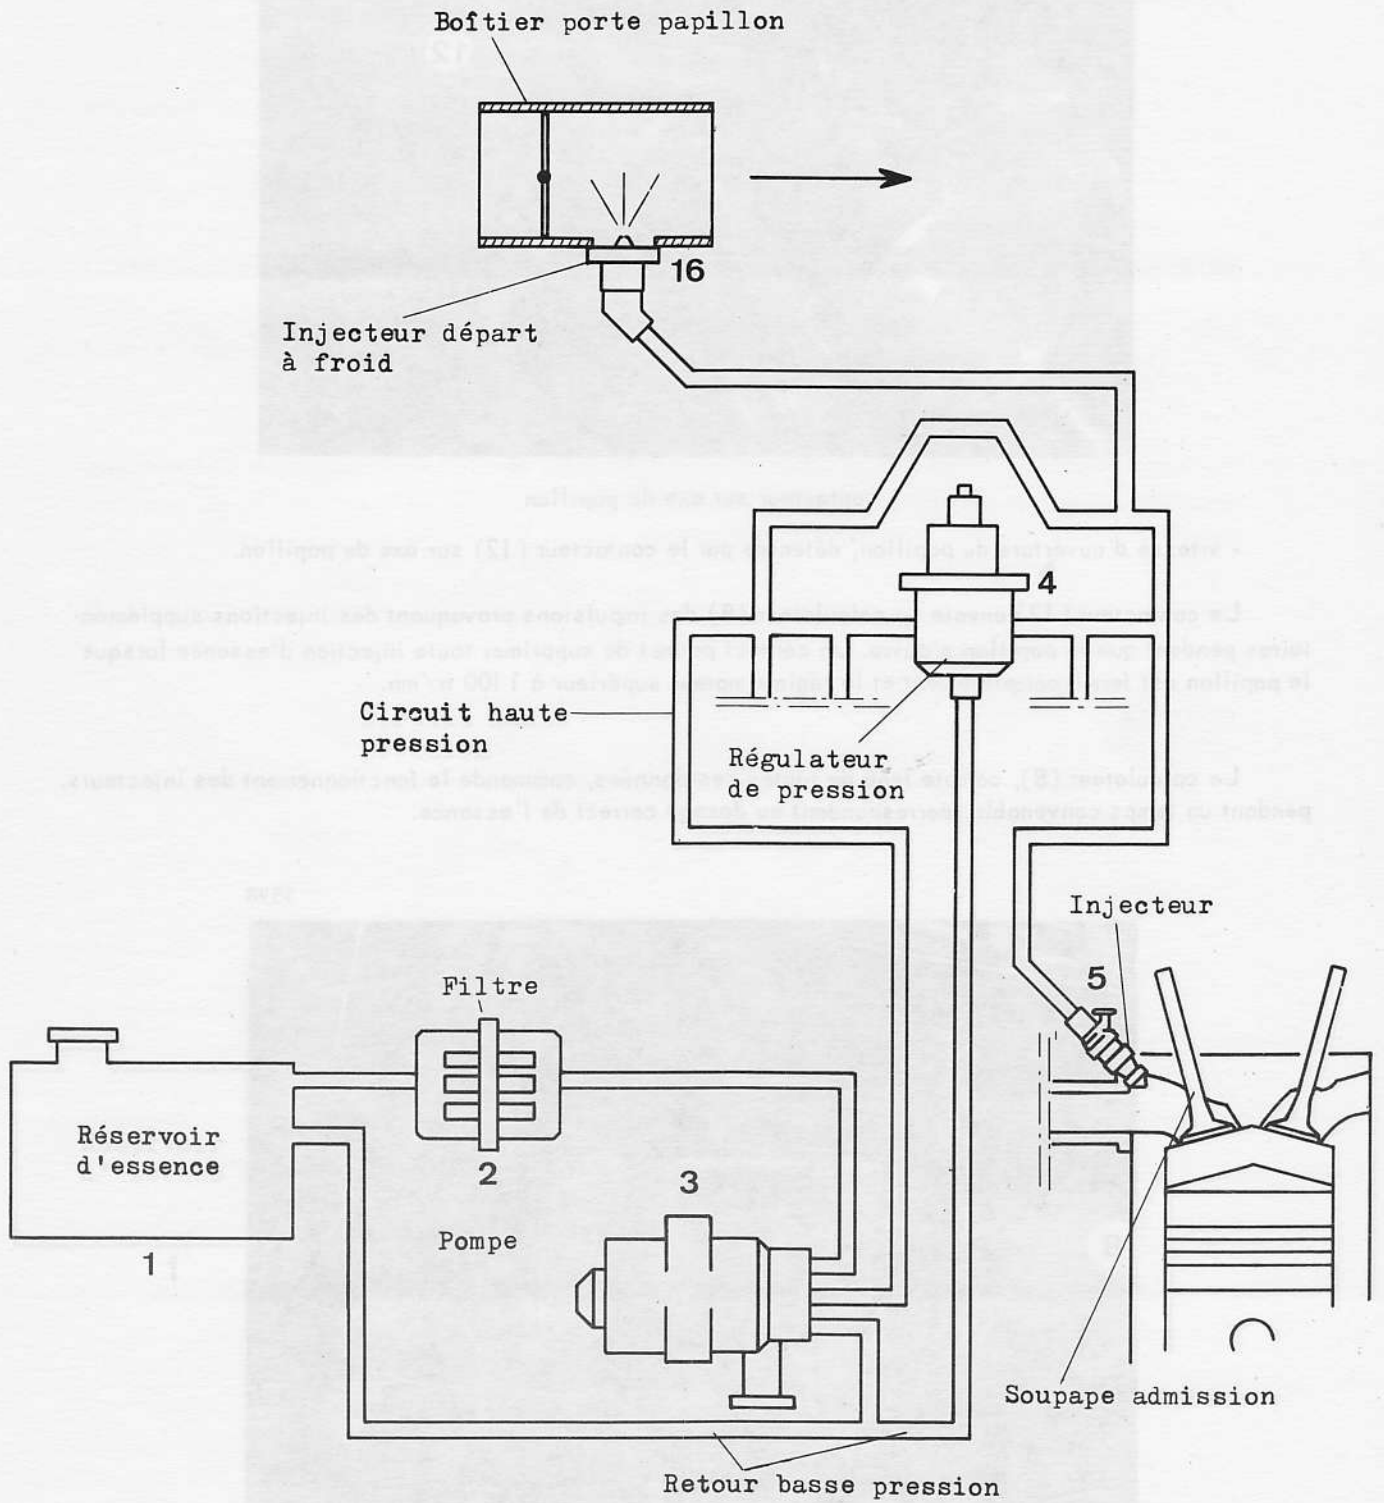 Boîtier porte papillon
16
Injecteur départ
à froid
4
Circuit haute
pression
Régulateur
de pression
Injecteur
5
Filtre
Réservoir
d'essence
2
3
Pompe
1
Soupape admission
Retour basse pression